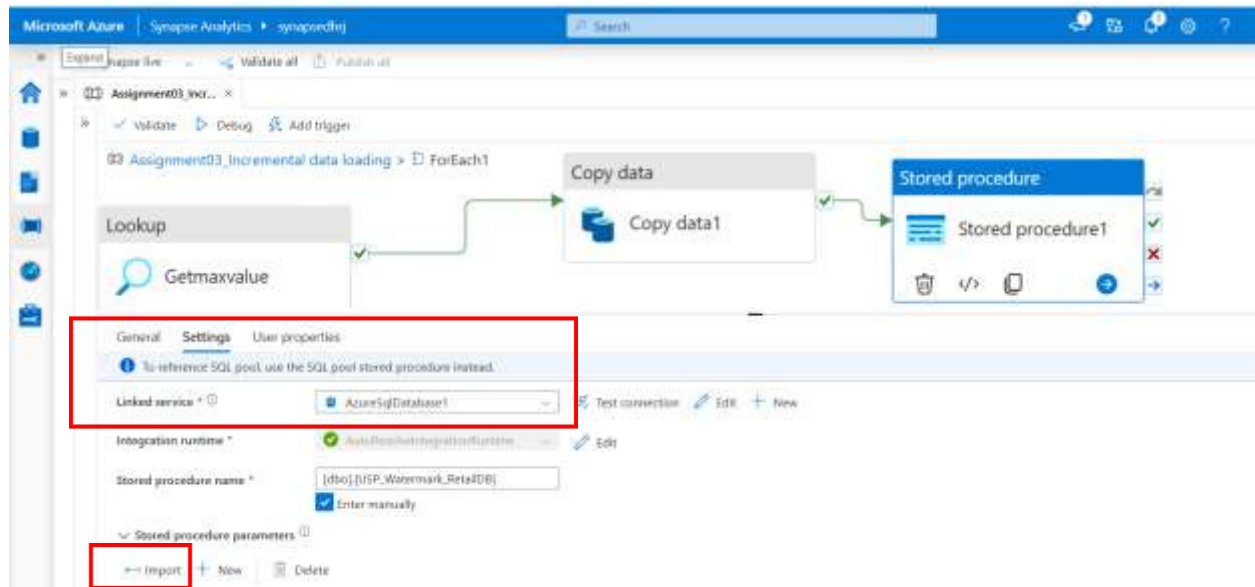 Microsoft Azure | Synapse Analytics ▸ synapsedhrj
Search
Expand
Synapse live Validate all Publish all
Assignment03_Incr... ×
Validate Debug Add trigger
Assignment03_Incremental data loading > ForEach1
Lookup
Getmaxvalue
Copy data
Copy data1
Stored procedure
Stored procedure1
General Settings User properties
To reference SQL pool, use the SQL pool stored procedure instead.
Linked service * AzureSqlDatabase1 Test connection Edit + New
Integration runtime * AutoResolveIntegrationRuntime Edit
Stored procedure name * [dbo].[USP_Watermark_RetailDB]
Enter manually
Stored procedure parameters
Import + New Delete